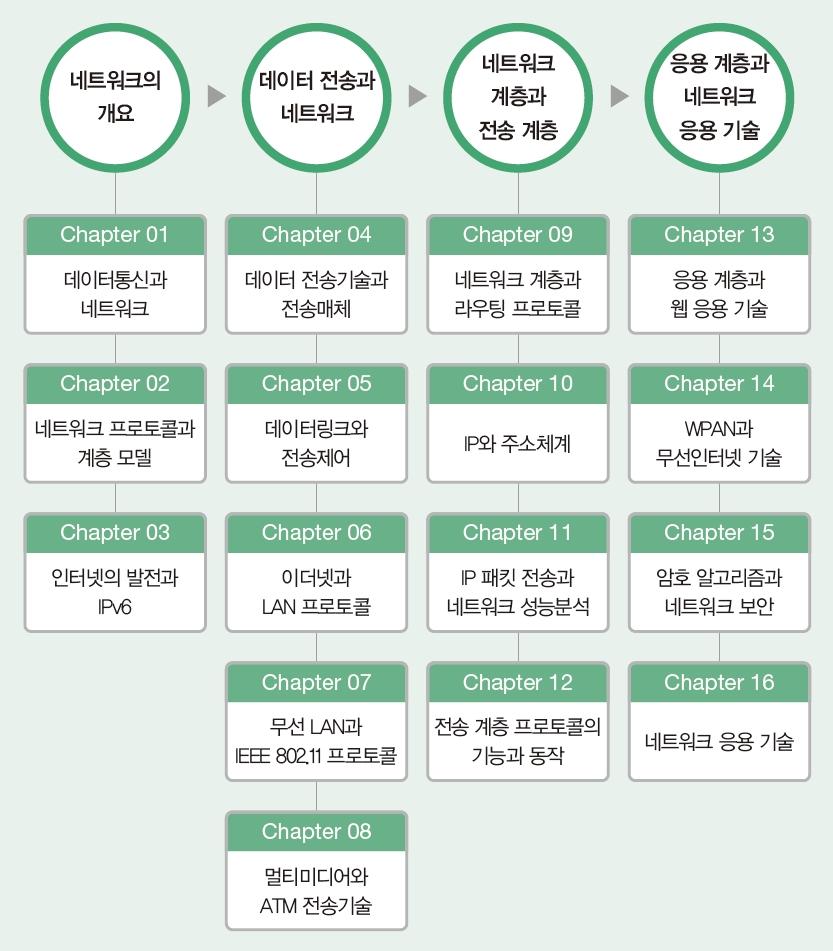 네트워크의
개요
데이터 전송과
네트워크
네트워크
계층과
전송 계층
응용 계층과
네트워크
응용 기술
Chapter 01
데이터통신과
네트워크
Chapter 02
네트워크 프로토콜과
계층 모델
Chapter 03
인터넷의 발전과
IPv6
Chapter 04
데이터 전송기술과
전송매체
Chapter 05
데이터링크와
전송제어
Chapter 06
이더넷과
LAN 프로토콜
Chapter 07
무선 LAN과
IEEE 802.11 프로토콜
Chapter 08
멀티미디어와
ATM 전송기술
Chapter 09
네트워크 계층과
라우팅 프로토콜
Chapter 10
IP와 주소체계
Chapter 11
IP 패킷 전송과
네트워크 성능분석
Chapter 12
전송 계층 프로토콜의
기능과 동작
Chapter 13
응용 계층과
웹 응용 기술
Chapter 14
WPAN과
무선인터넷 기술
Chapter 15
암호 알고리즘과
네트워크 보안
Chapter 16
네트워크 응용 기술